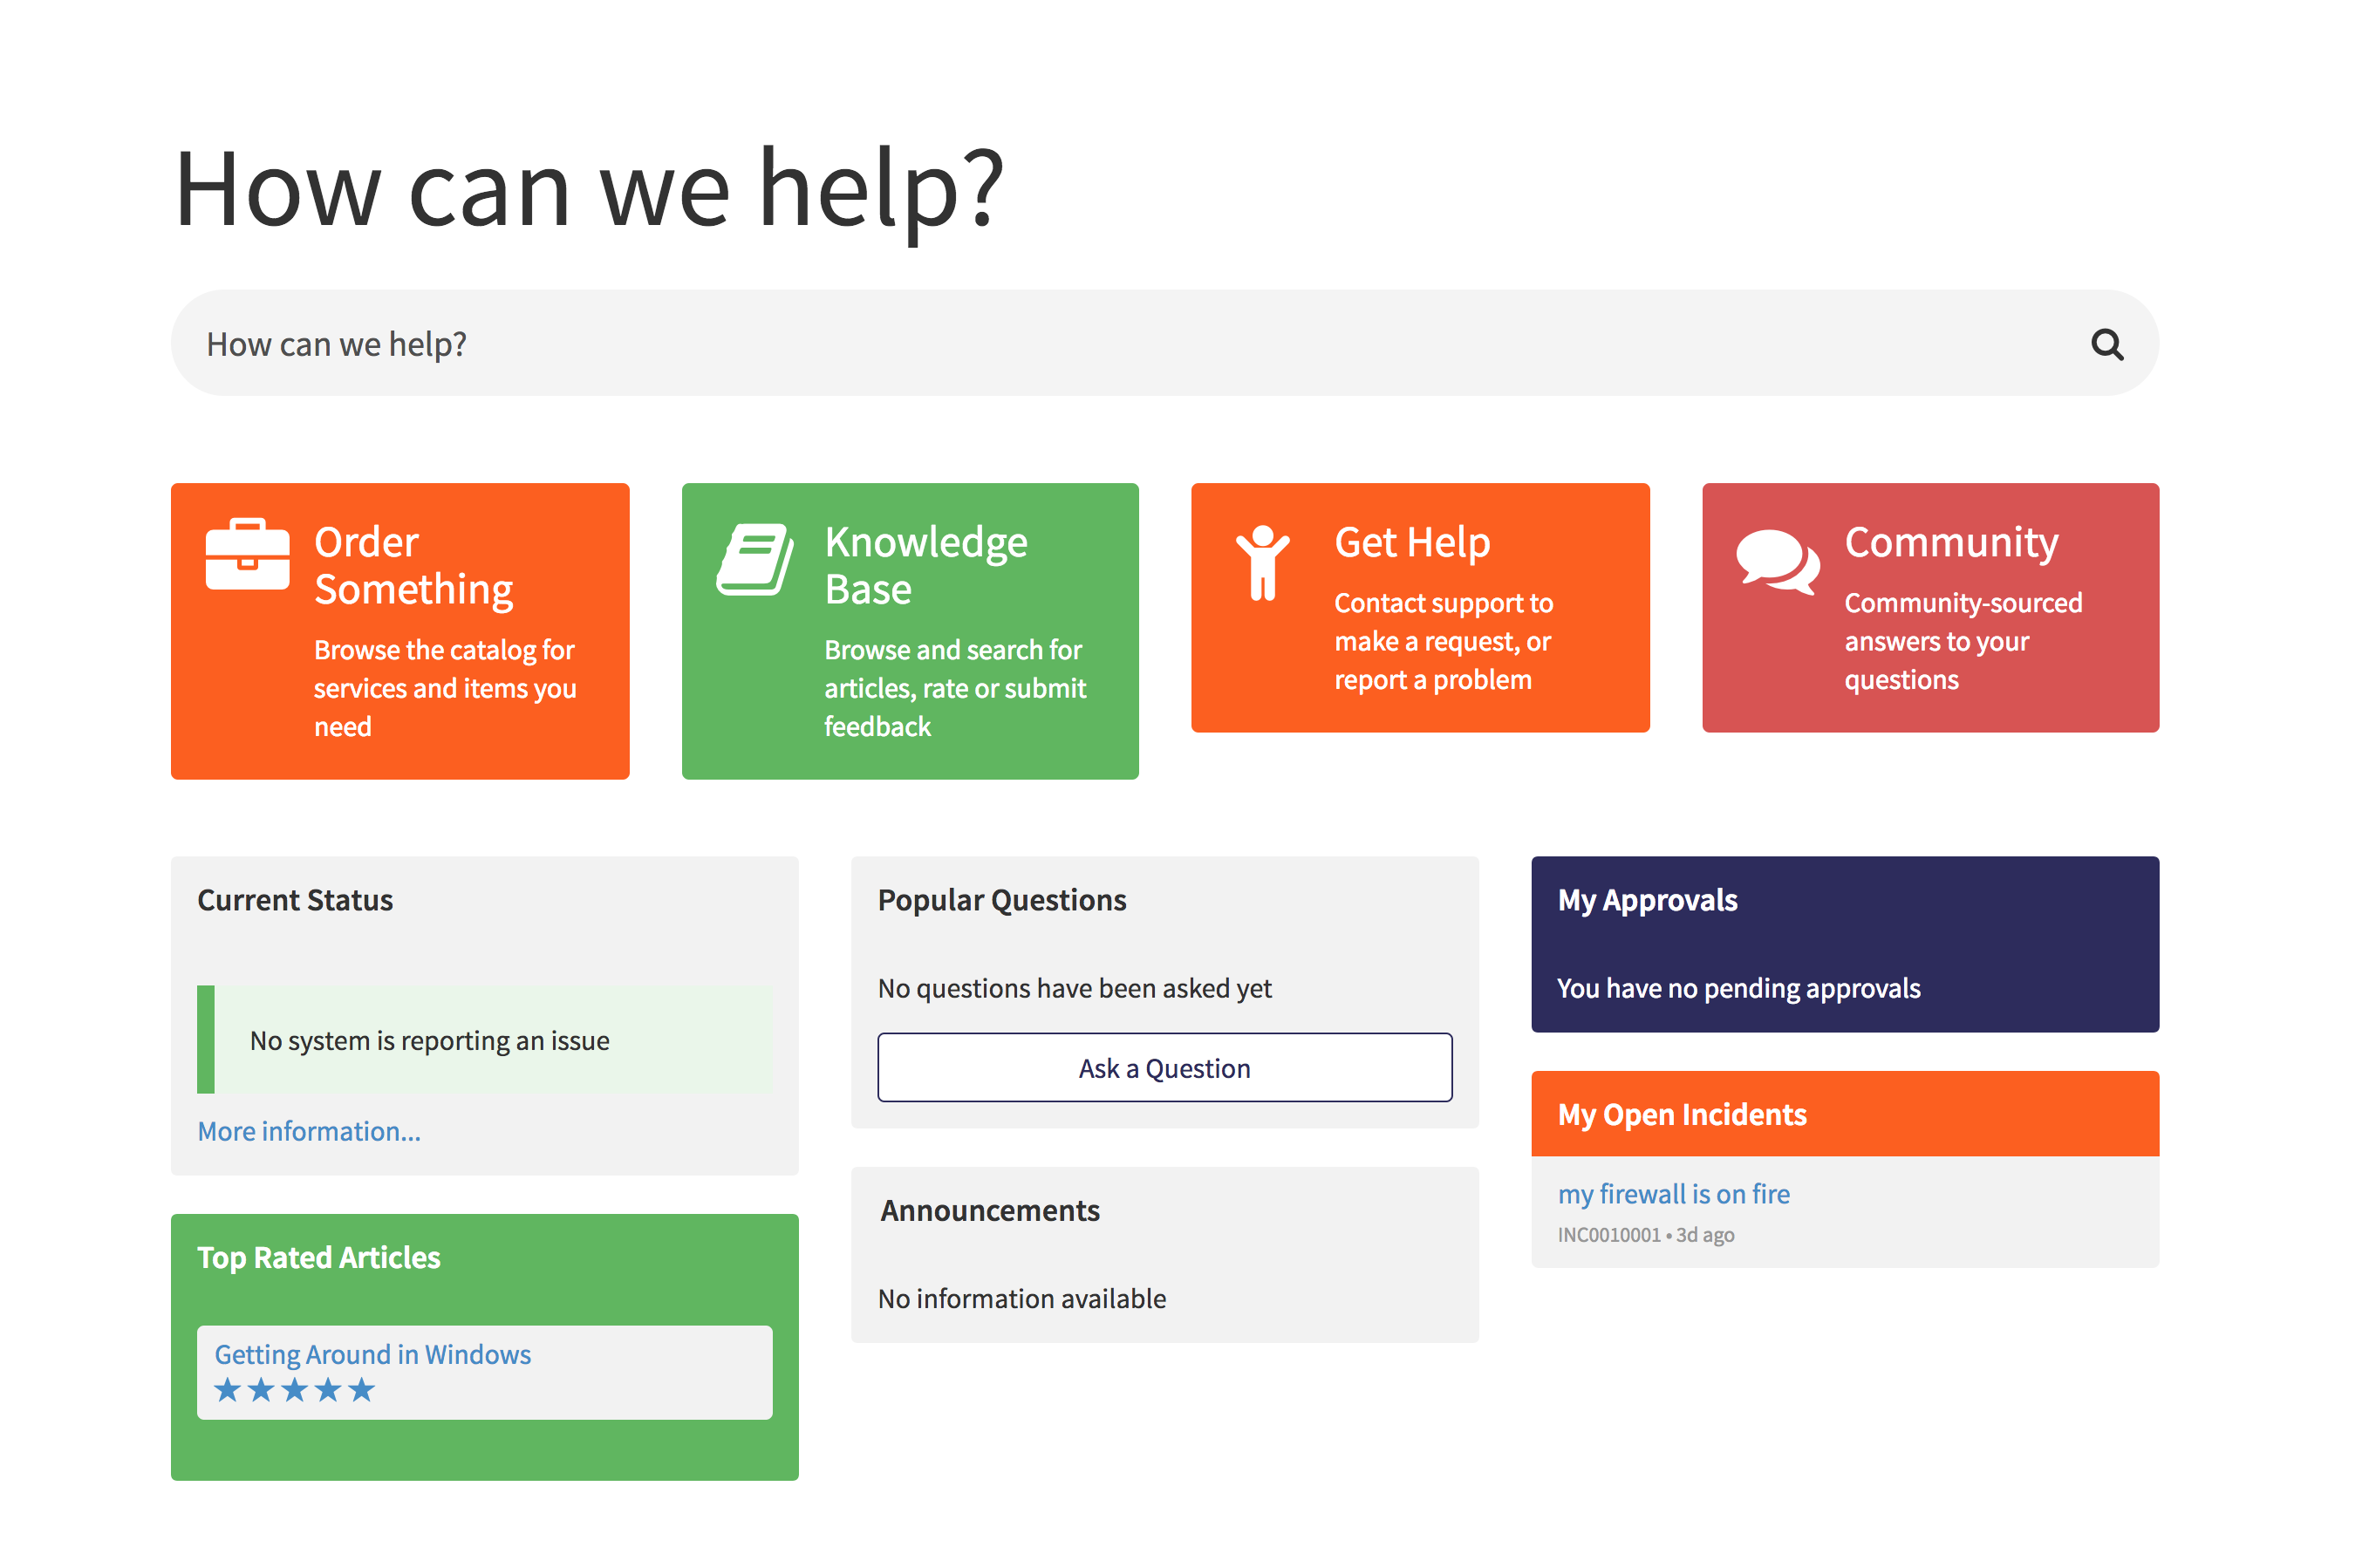 How can we help?
How can we help?
Order
Something
Browse the catalog for
services and items you
need
Knowledge
Base
Browse and search for
articles, rate or submit
feedback
Get Help
Contact support to
make a request, or
report a problem
Community
Community-sourced
answers to your
questions
Current Status
No system is reporting an issue
More information...
Top Rated Articles
Getting Around in Windows
Popular Questions
No questions have been asked yet
Ask a Question
Announcements
No information available
My Approvals
You have no pending approvals
My Open Incidents
my firewall is on fire
INC0010001 • 3d ago